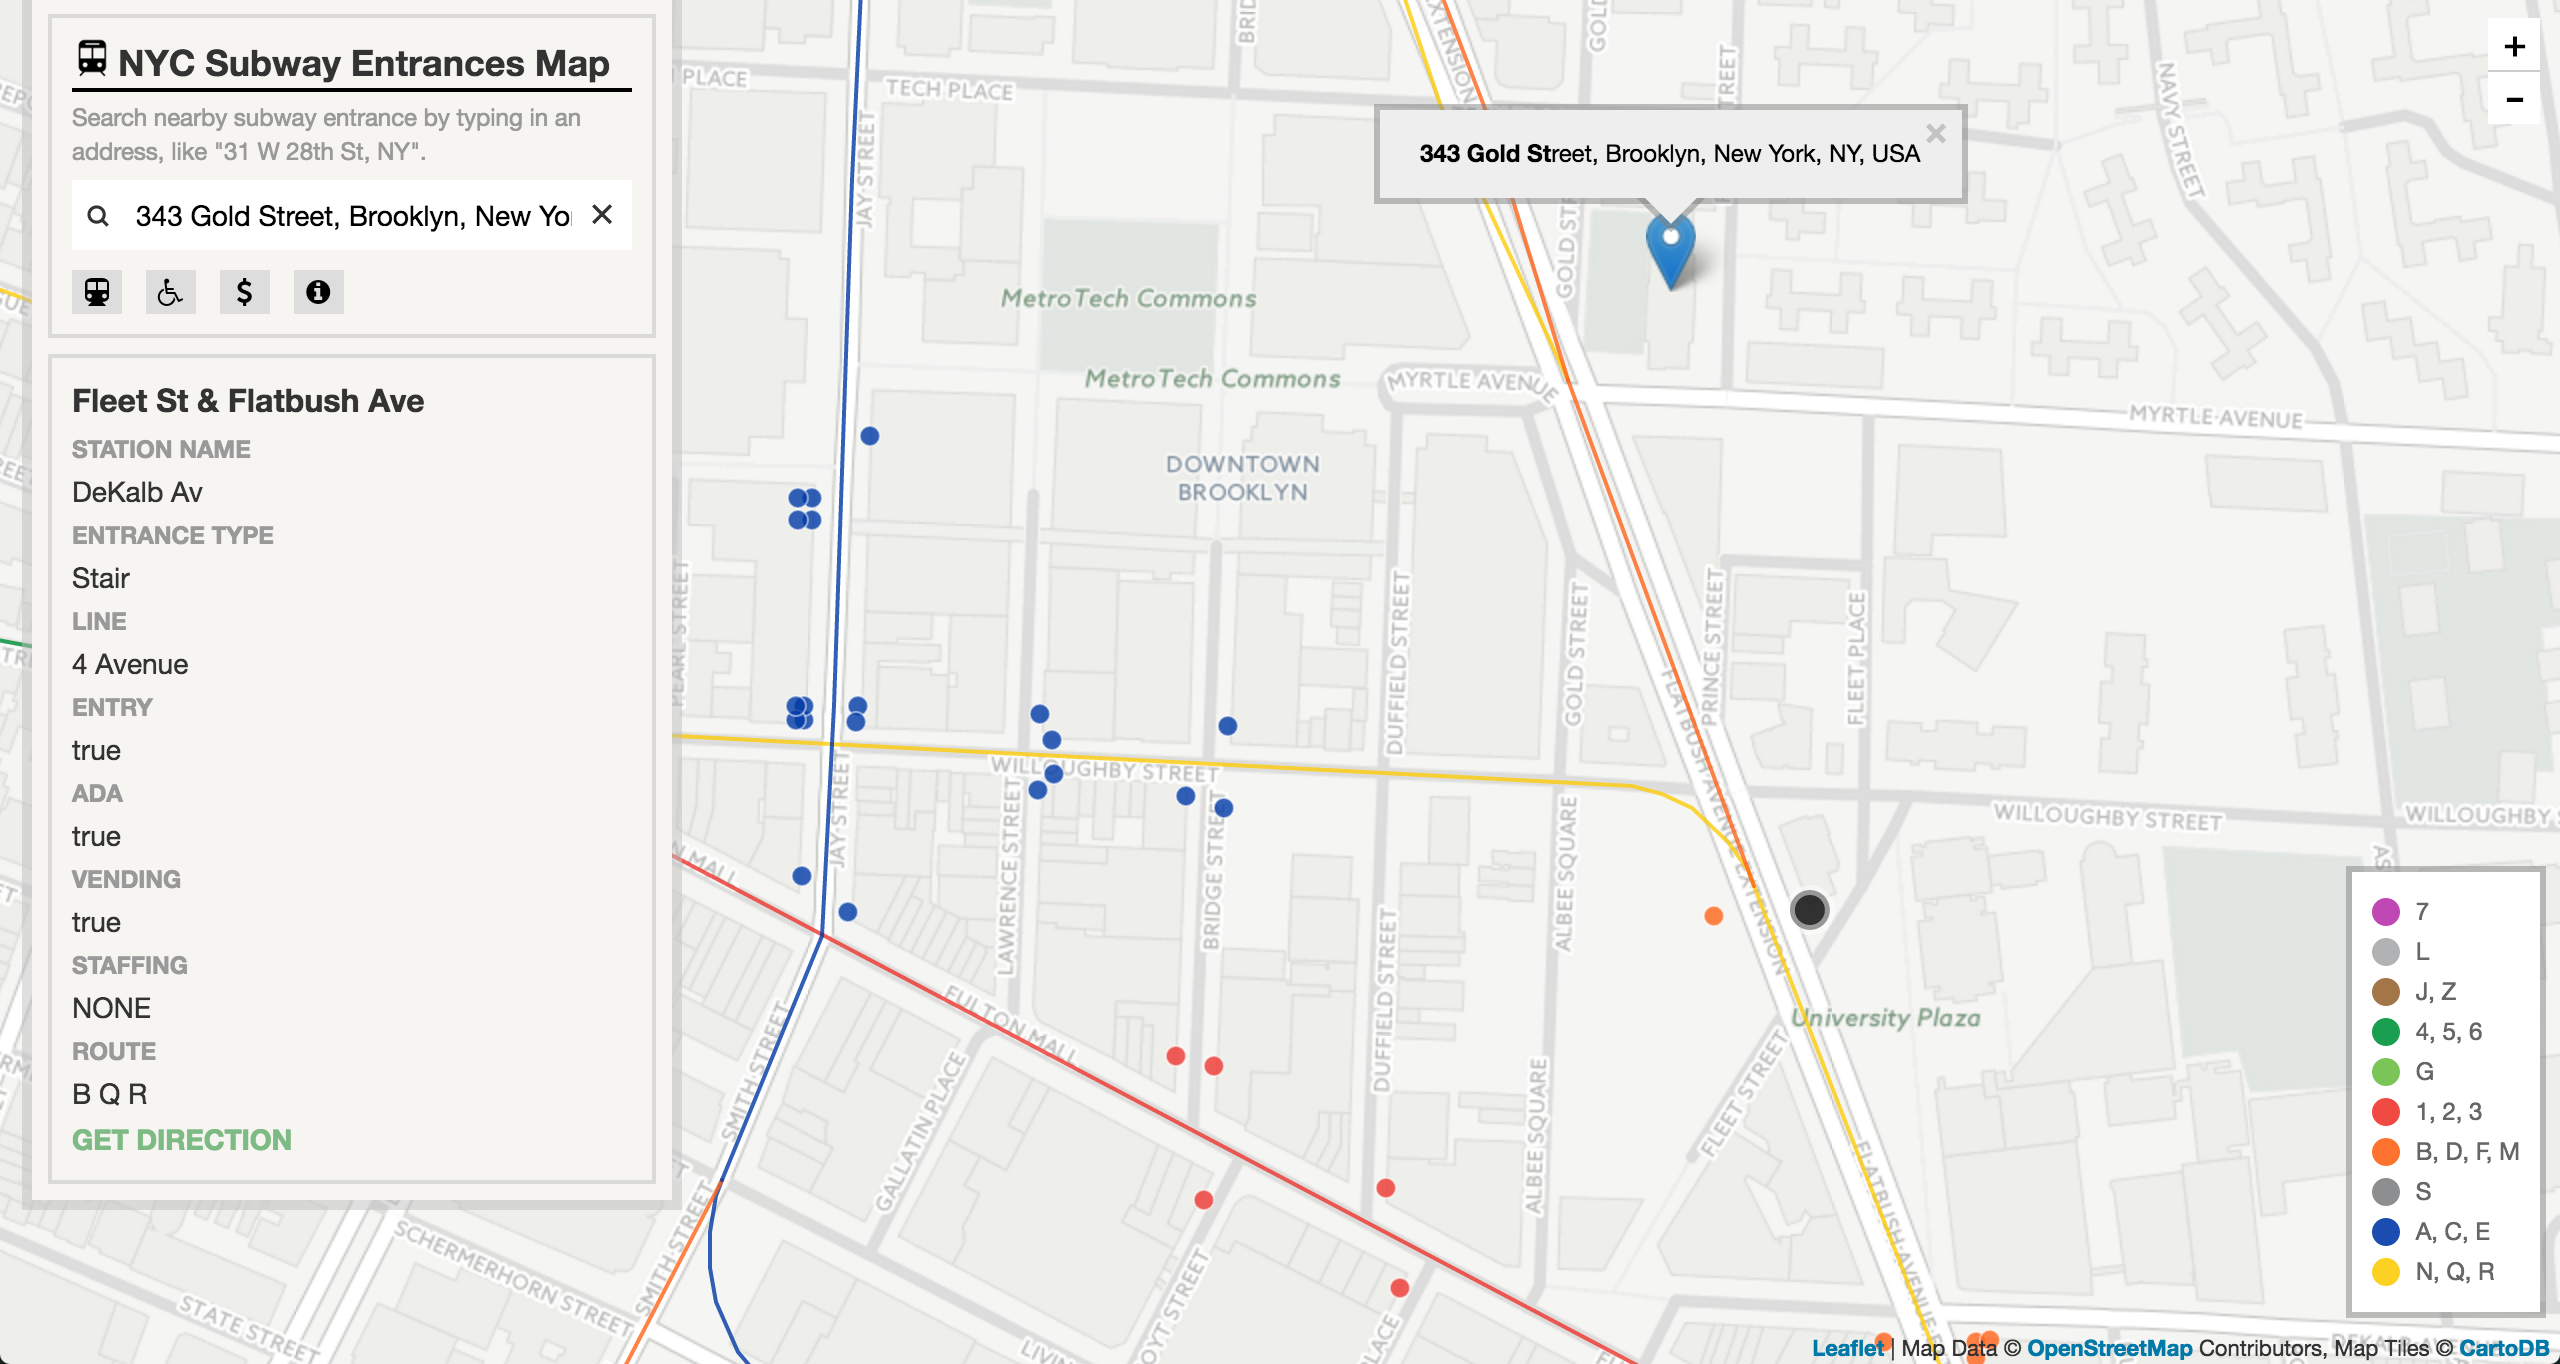 NYC Subway Entrances Map
Search nearby subway entrance by typing in an
address, like "31 W 28th St, NY".
343 Gold Street, Brooklyn, New Yo
Fleet St & Flatbush Ave
STATION NAME
DeKalb Av
ENTRANCE TYPE
Stair
LINE
4 Avenue
ENTRY
true
ADA
true
VENDING
true
STAFFING
NONE
ROUTE
B Q R
GET DIRECTION
343 Gold Street, Brooklyn, New York, NY, USA
×
+
−
PLACE
TECH PLACE
JAY STREET
EXTENSION
GOLD
STREET
NAVY STREET
GOLD ST
MetroTech Commons
MetroTech Commons
MYRTLE AVENUE
MYRTLE AVENUE
DOWNTOWN
BROOKLYN
PEARL STREET
DUFFIELD STREET
GOLD STREET
PRINCE STREET
FLEET PLACE
FLATBUSH AVENUE EXTENSION
WILLOUGHBY STREET
WILLOUGHBY STREET
WILLOUGHBY
JAY STREET
LAWRENCE STREET
BRIDGE STREET
ALBEE SQUARE
DUFFIELD STREET
MALL
FULTON MALL
University Plaza
SMITH STREET
GALLATIN PLACE
FLEET STREET
ALBEE SQUARE
SMITH STREET
SCHERMERHORN STREET
STATE STREET
OYT STREET
PLACE
LIVIN
FLATBUSH AVENUE
7
L
J, Z
4, 5, 6
G
1, 2, 3
B, D, F, M
S
A, C, E
N, Q, R
Leaflet | Map Data © OpenStreetMap Contributors, Map Tiles © CartoDB